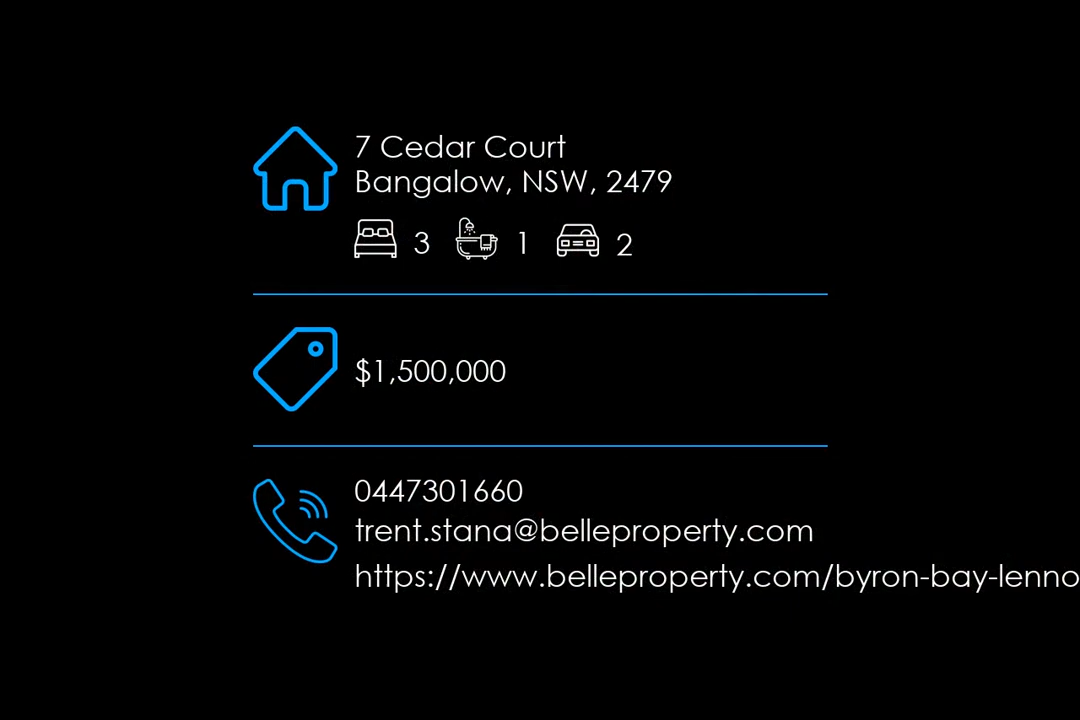 7 Cedar Court
Bangalow, NSW, 2479
3 1 2
$1,500,000
0447301660
trent.stana@belleproperty.com
https://www.belleproperty.com/byron-bay-lenno